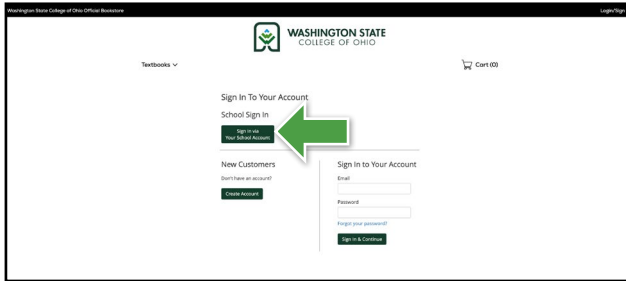 Washington State College of Ohio Official Bookstore
Login/Sign
WASHINGTON STATE
COLLEGE OF OHIO
Textbooks
Cart (0)
Sign In To Your Account
School Sign In
Sign in via
Your School Account
New Customers
Don't have an account?
Create Account
Sign In to Your Account
Email
Password
Forgot your password?
Sign In & Continue